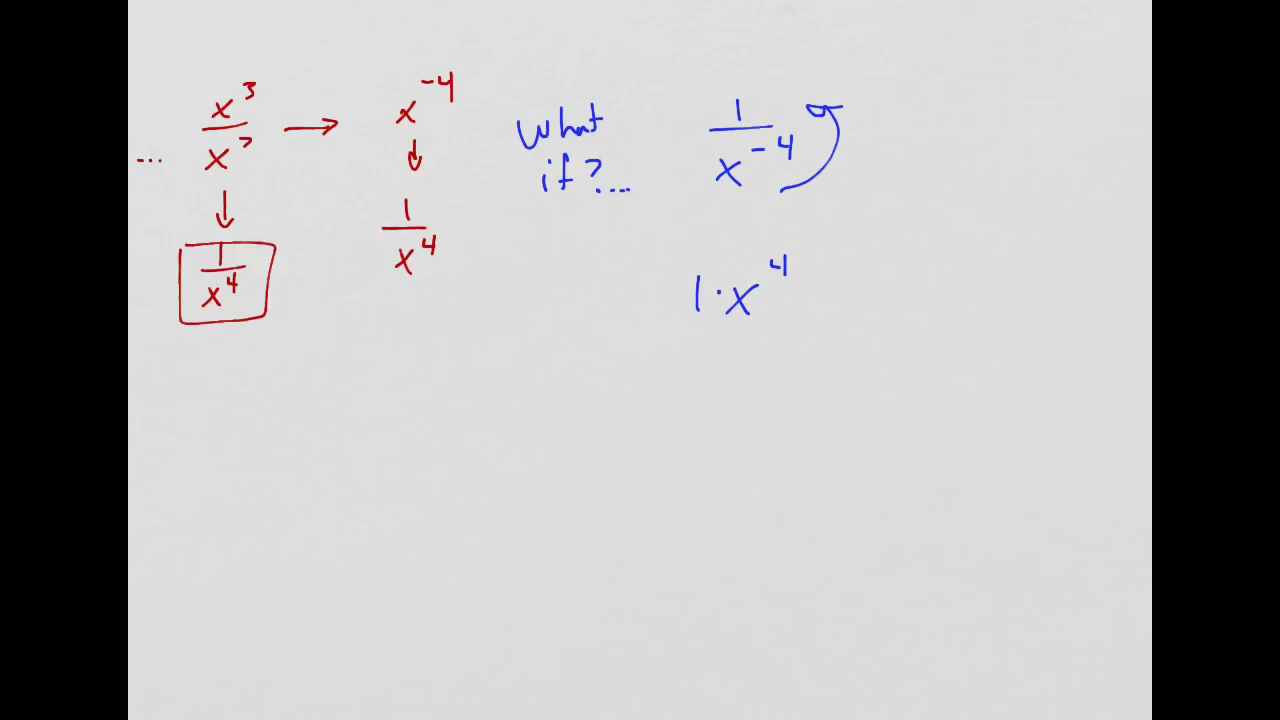 ... x^3 / x^7 → x^-4
↓ ↓
1 / x^4 1 / x^4
What if?...
1 / x^-4
1 · x^4